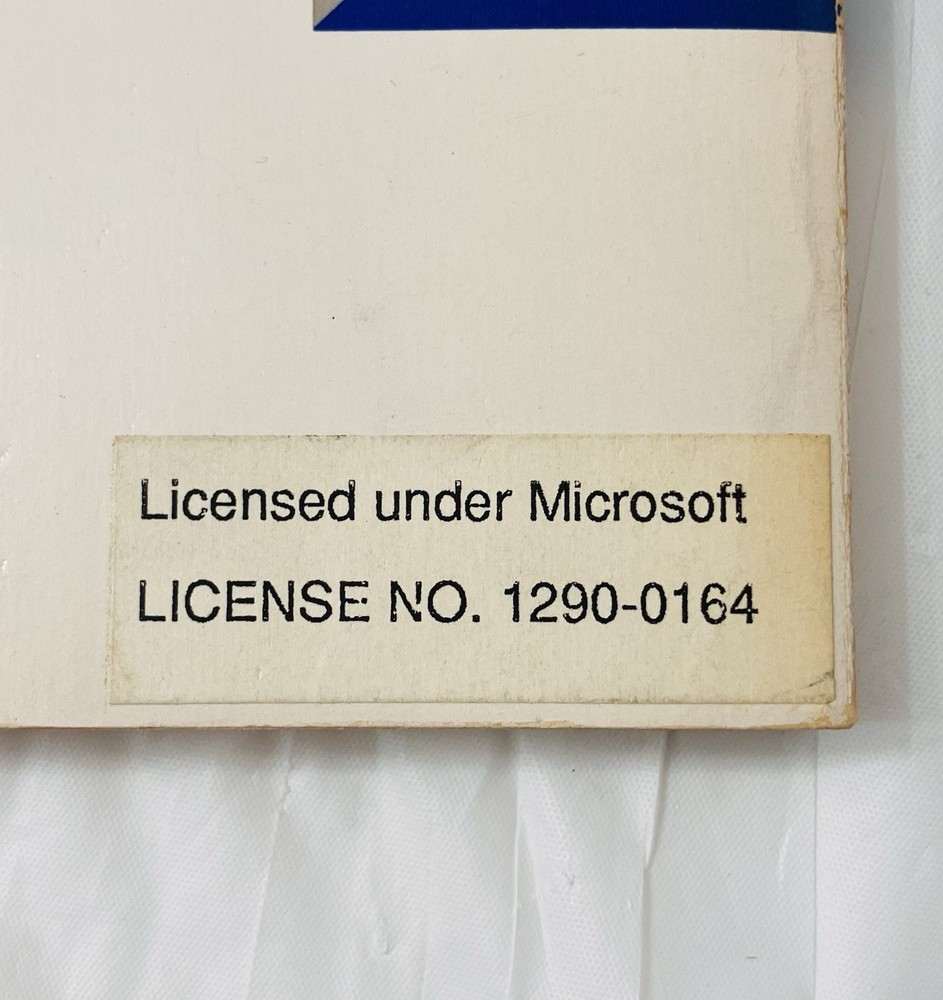 Licensed under Microsoft
LICENSE NO. 1290-0164